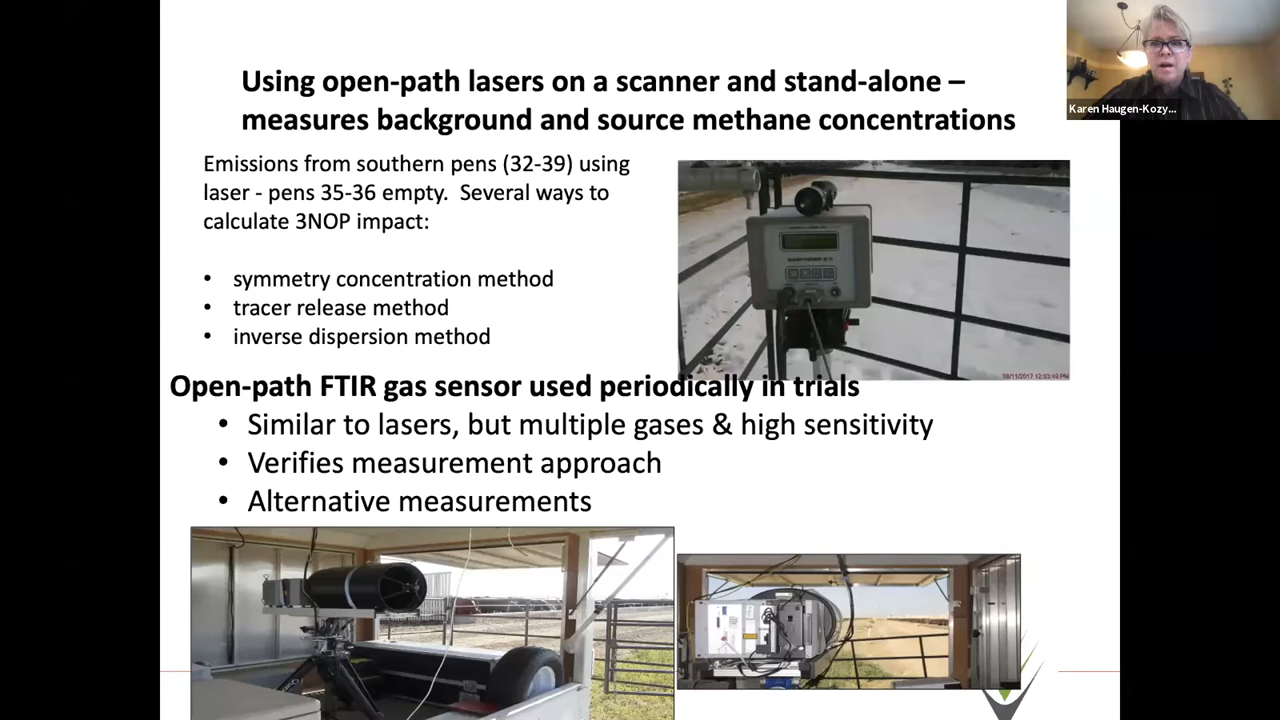 Using open-path lasers on a scanner and stand-alone –
measures background and source methane concentrations
Karen Haugen-Kozy...
Emissions from southern pens (32-39) using
laser - pens 35-36 empty. Several ways to
calculate 3NOP impact:
• symmetry concentration method
• tracer release method
• inverse dispersion method
Open-path FTIR gas sensor used periodically in trials
• Similar to lasers, but multiple gases & high sensitivity
• Verifies measurement approach
• Alternative measurements